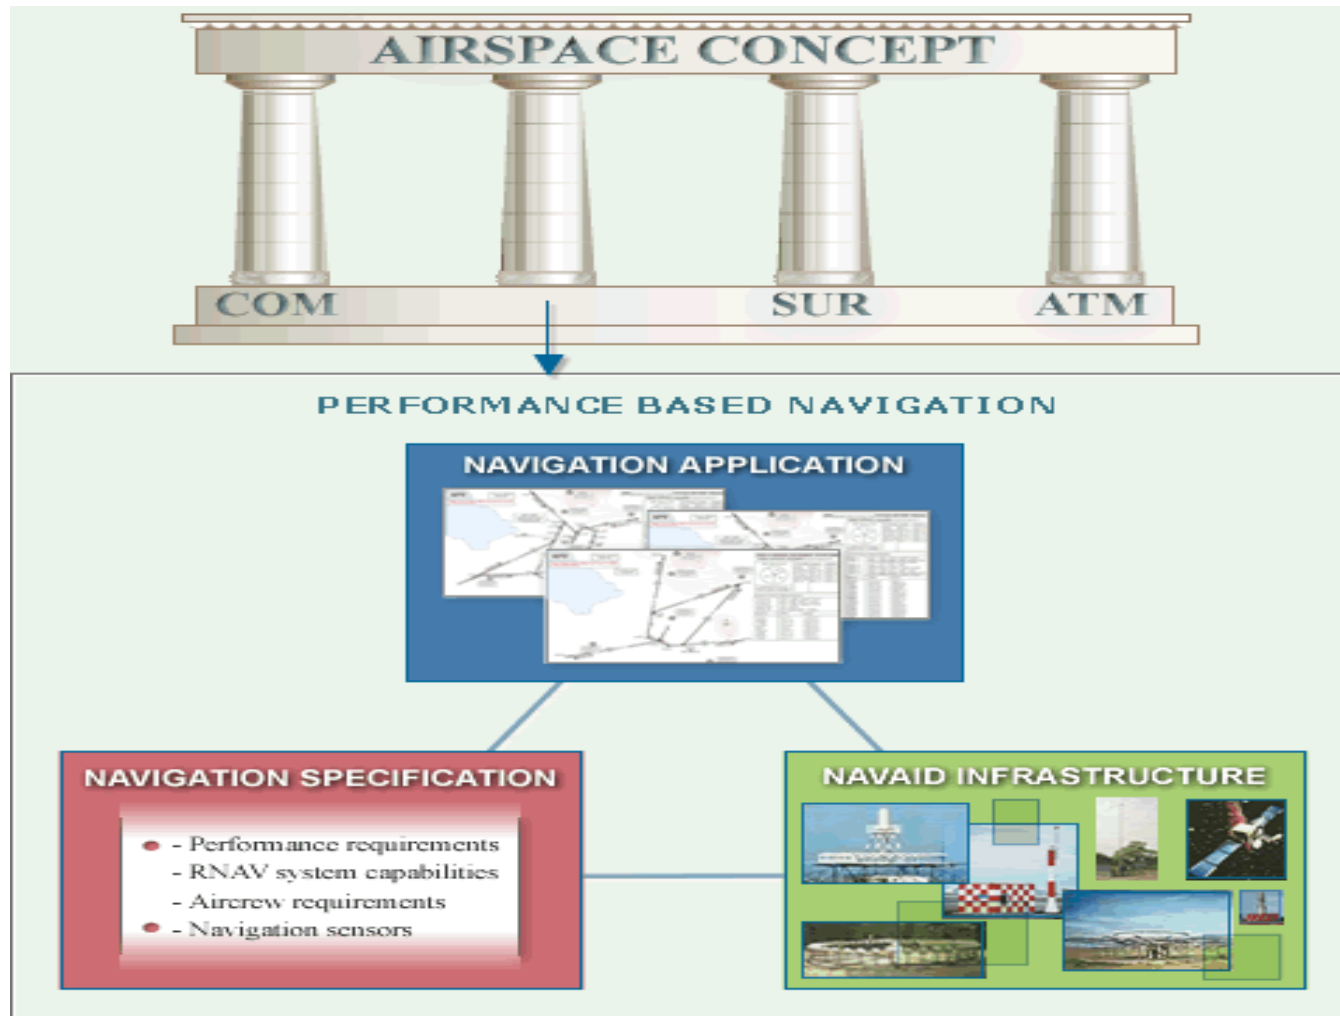 AIRSPACE CONCEPT
COM SUR ATM
PERFORMANCE BASED NAVIGATION
NAVIGATION APPLICATION
NAVIGATION SPECIFICATION
- Performance requirements
- RNAV system capabilities
- Aircrew requirements
- Navigation sensors
NAVAID INFRASTRUCTURE